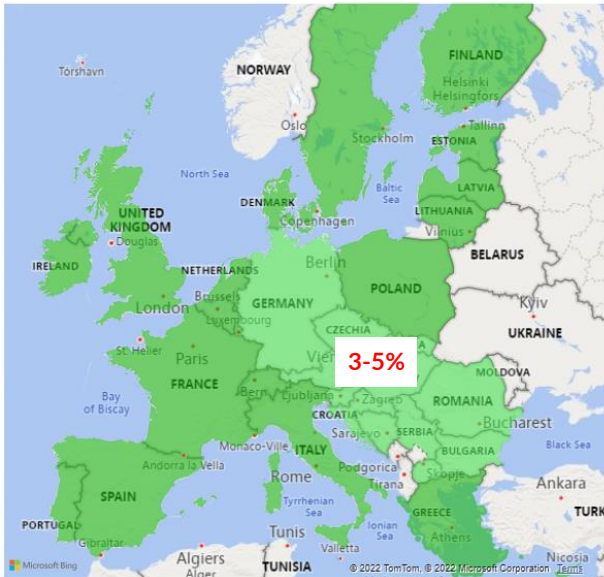 Tórshavn
NORWAY
FINLAND
Helsinki
Helsingfors
Oslo
Stockholm
Tallinn
ESTONIA
North Sea
Baltic
Sea
LATVIA
DENMARK
Copenhagen
LITHUANIA
Vilnius
UNITED
KINGDOM
Douglas
IRELAND
BELARUS
NETHERLANDS
Berlin
POLAND
London
Brussels
GERMANY
Kyiv
Luxembourg
CZECHIA
UKRAINE
St. Helier
Paris
3-5%
MOLDOVA
Bay
of
Biscay
FRANCE
Bern
Ljubljana
Zagreb
ROMANIA
CROATIA
Bucharest
Monaco-Ville
Sarajevo
SERBIA
Andorra la Vella
ITALY
BULGARIA
Black Sea
Podgorica
Skopje
Rome
Tirana
Ankara
SPAIN
Tyrrhenian
Sea
GREECE
TURK
PORTUGAL
Ionian
Sea
Athens
Gibraltar
Tunis
Valletta
Algiers
Nicosia
Microsoft Bing
Alger
TUNISIA
© 2022 TomTom, © 2022 Microsoft Corporation Terms